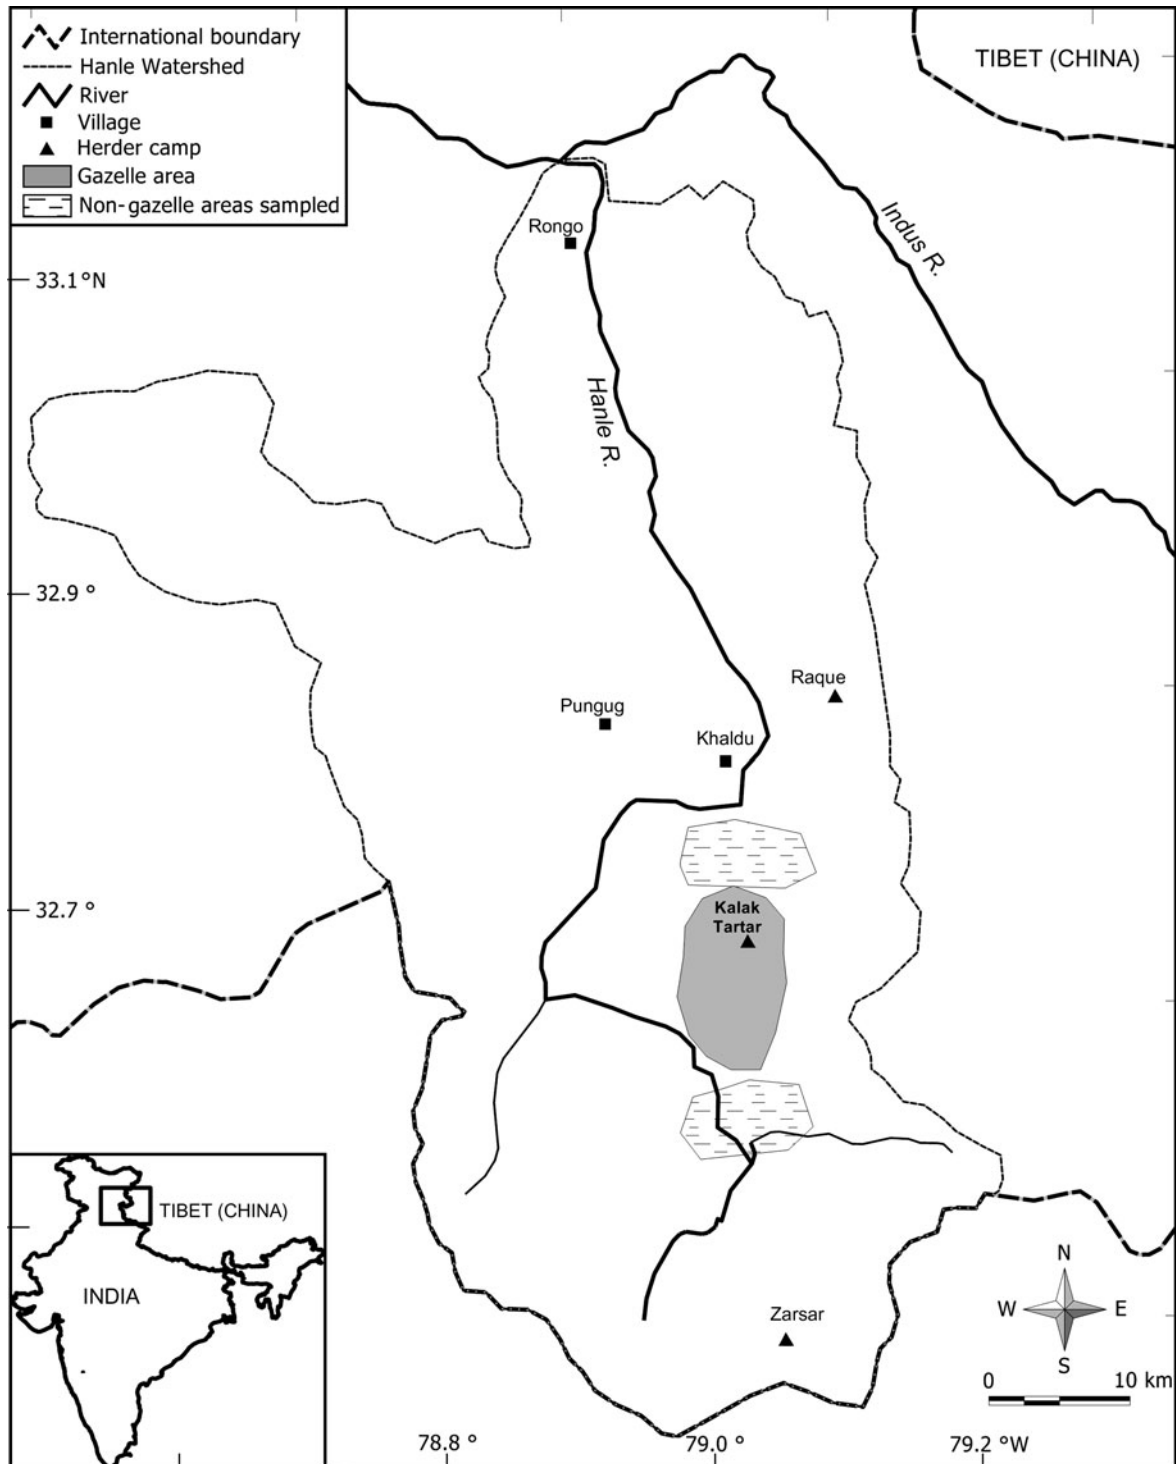 International boundary
Hanle Watershed
River
Village
Herder camp
Gazelle area
Non-gazelle areas sampled
TIBET (CHINA)
Rongo
Indus R.
33.1°N
Hanle R.
32.9 °
Raque
Pungug
Khaldu
32.7 °
Kalak
Tartar
TIBET (CHINA)
INDIA
N
W
E
S
Zarsar
0
10 km
78.8 °
79.0 °
79.2 °W